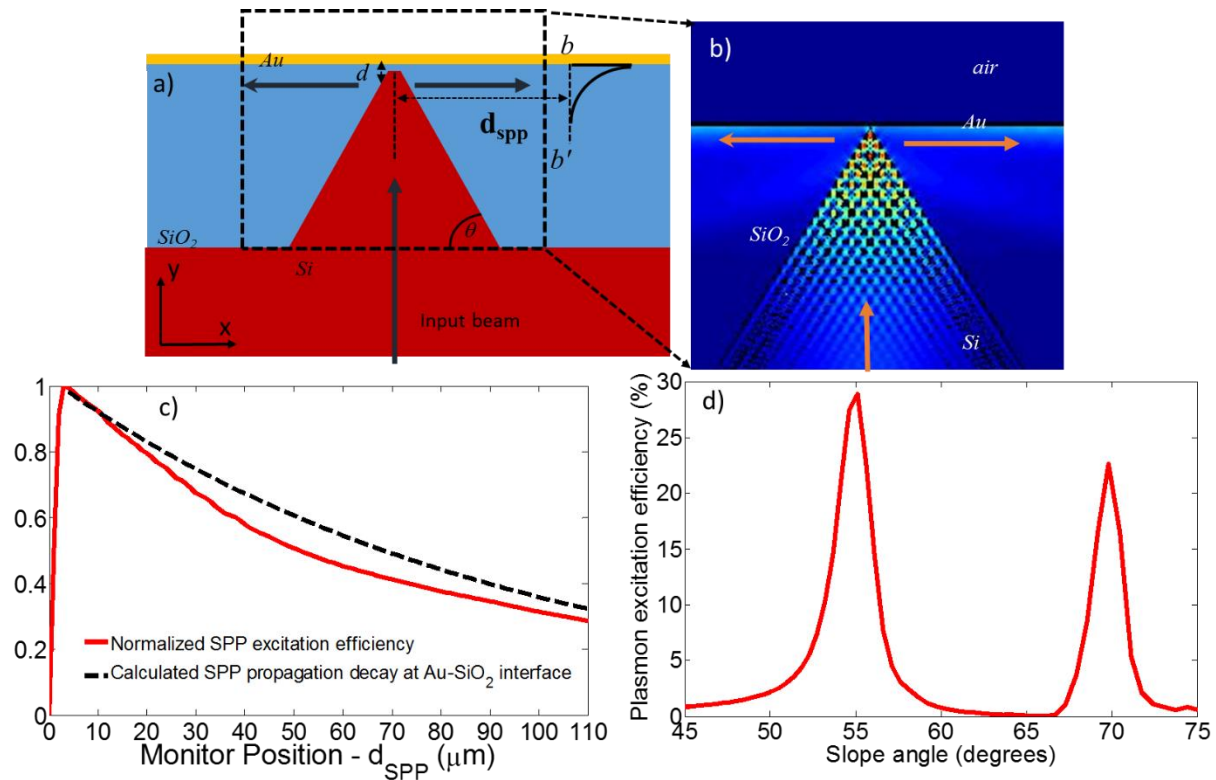 a)
Au
d
b
d_spp
b'
θ
SiO₂
Si
y
x
Input beam
b)
air
Au
SiO₂
Si
c)
1
0.8
0.6
0.4
0.2
0
Normalized SPP excitation efficiency
Calculated SPP propagation decay at Au-SiO₂ interface
0 10 20 30 40 50 60 70 80 90 100 110
Monitor Position - d_SPP (μm)
d)
Plasmon excitation efficiency (%)
30
25
20
15
10
5
0
45 50 55 60 65 70 75
Slope angle (degrees)